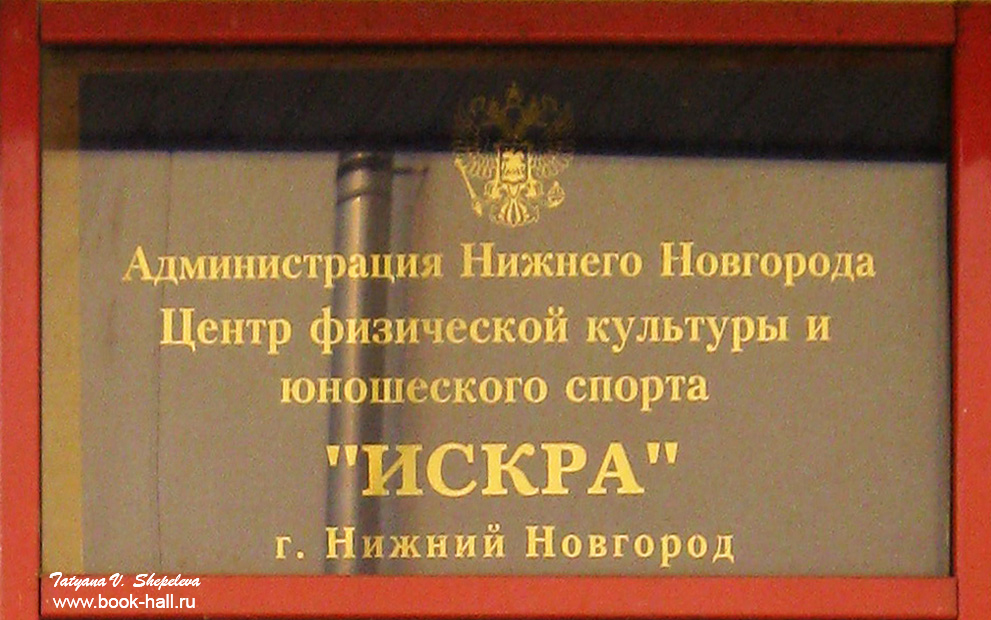 Администрация Нижнего Новгорода
Центр физической культуры и
юношеского спорта
"ИСКРА"
г. Нижний Новгород
Tatyana V. Shepeleva
www.book-hall.ru